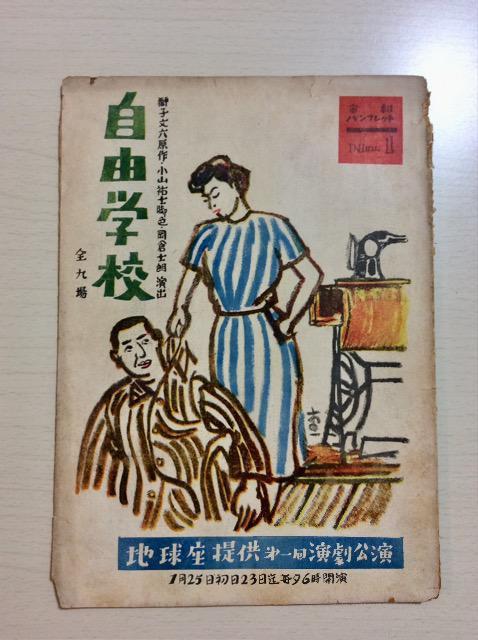 自由学校
獅子文六原作・小山祐士脚色・岡倉士朗 演出
全九場
パンフレット
11
地球座提供 第一回 演劇公演
1月25日初日23日迄毎夕6時開演